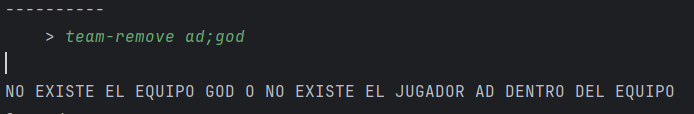 ----------
> team-remove ad;god
NO EXISTE EL EQUIPO GOD O NO EXISTE EL JUGADOR AD DENTRO DEL EQUIPO